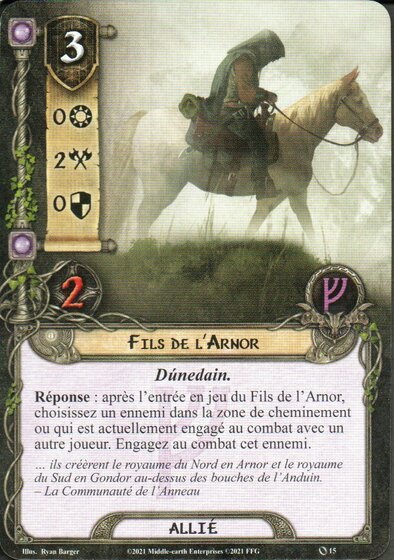 3
0
2
0
2
FILS DE L'ARNOR
Dúnedain.
Réponse : après l'entrée en jeu du Fils de l'Arnor,
choisissez un ennemi dans la zone de cheminement
ou qui est actuellement engagé au combat avec un
autre joueur. Engagez au combat cet ennemi.
… ils créèrent le royaume du Nord en Arnor et le royaume
du Sud en Gondor au-dessus des bouches de l'Anduin.
– La Communauté de l'Anneau
ALLIÉ
Illus. Ryan Barger
©2021 Middle-earth Enterprises ©2021 FFG
15